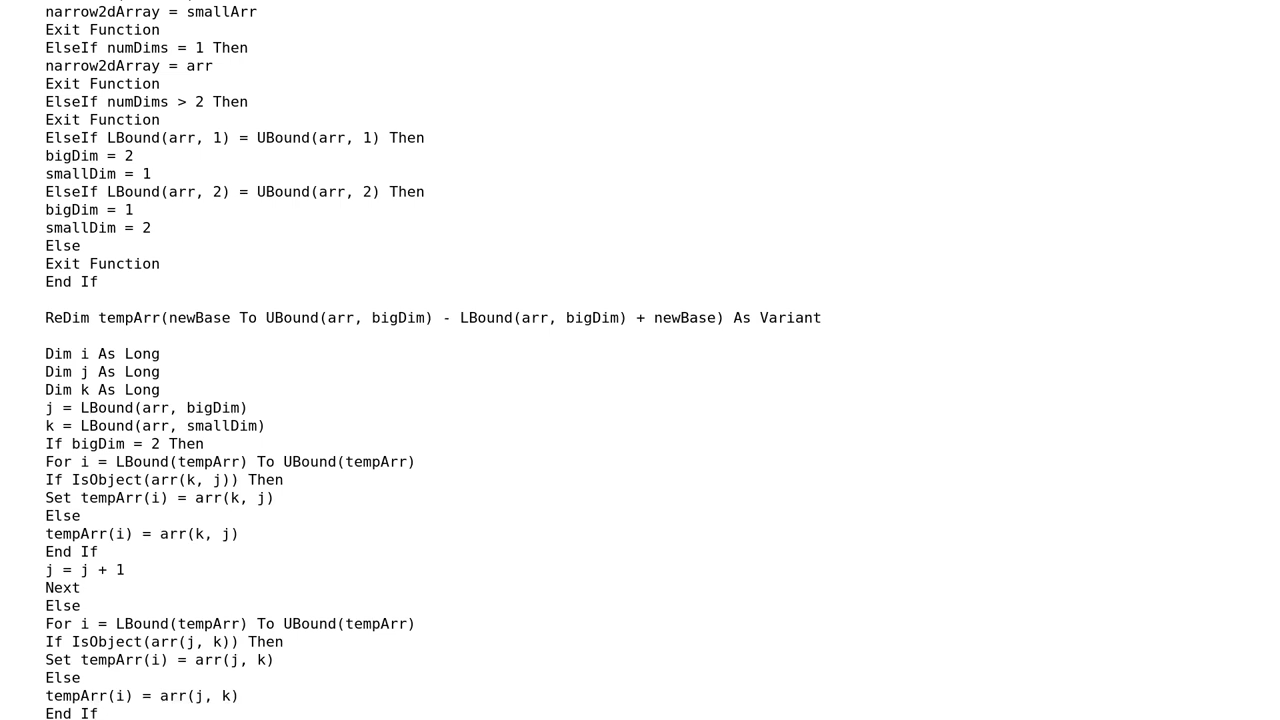 narrow2dArray = smallArr
Exit Function
ElseIf numDims = 1 Then
narrow2dArray = arr
Exit Function
ElseIf numDims > 2 Then
Exit Function
ElseIf LBound(arr, 1) = UBound(arr, 1) Then
bigDim = 2
smallDim = 1
ElseIf LBound(arr, 2) = UBound(arr, 2) Then
bigDim = 1
smallDim = 2
Else
Exit Function
End If
ReDim tempArr(newBase To UBound(arr, bigDim) - LBound(arr, bigDim) + newBase) As Variant
Dim i As Long
Dim j As Long
Dim k As Long
j = LBound(arr, bigDim)
k = LBound(arr, smallDim)
If bigDim = 2 Then
For i = LBound(tempArr) To UBound(tempArr)
If IsObject(arr(k, j)) Then
Set tempArr(i) = arr(k, j)
Else
tempArr(i) = arr(k, j)
End If
j = j + 1
Next
Else
For i = LBound(tempArr) To UBound(tempArr)
If IsObject(arr(j, k)) Then
Set tempArr(i) = arr(j, k)
Else
tempArr(i) = arr(j, k)
End If